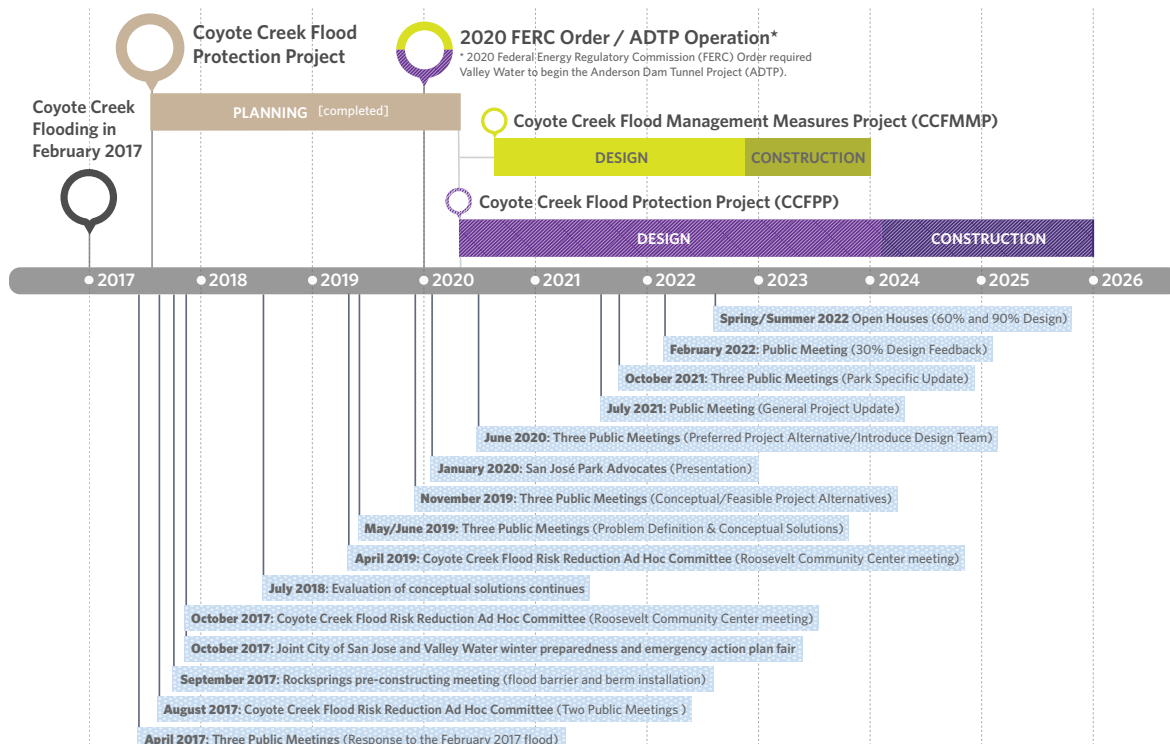 Coyote Creek Flood
Protection Project
2020 FERC Order / ADTP Operation*
* 2020 Federal Energy Regulatory Commission (FERC) Order required
Valley Water to begin the Anderson Dam Tunnel Project (ADTP).
Coyote Creek
Flooding in
February 2017
PLANNING [completed]
Coyote Creek Flood Management Measures Project (CCFMMP)
DESIGN CONSTRUCTION
Coyote Creek Flood Protection Project (CCFPP)
DESIGN CONSTRUCTION
2017 2018 2019 2020 2021 2022 2023 2024 2025 2026
Spring/Summer 2022 Open Houses (60% and 90% Design)
February 2022: Public Meeting (30% Design Feedback)
October 2021: Three Public Meetings (Park Specific Update)
July 2021: Public Meeting (General Project Update)
June 2020: Three Public Meetings (Preferred Project Alternative/Introduce Design Team)
January 2020: San José Park Advocates (Presentation)
November 2019: Three Public Meetings (Conceptual/Feasible Project Alternatives)
May/June 2019: Three Public Meetings (Problem Definition & Conceptual Solutions)
April 2019: Coyote Creek Flood Risk Reduction Ad Hoc Committee (Roosevelt Community Center meeting)
July 2018: Evaluation of conceptual solutions continues
October 2017: Coyote Creek Flood Risk Reduction Ad Hoc Committee (Roosevelt Community Center meeting)
October 2017: Joint City of San Jose and Valley Water winter preparedness and emergency action plan fair
September 2017: Rocksprings pre-constructing meeting (flood barrier and berm installation)
August 2017: Coyote Creek Flood Risk Reduction Ad Hoc Committee (Two Public Meetings )
April 2017: Three Public Meetings (Response to the February 2017 flood)